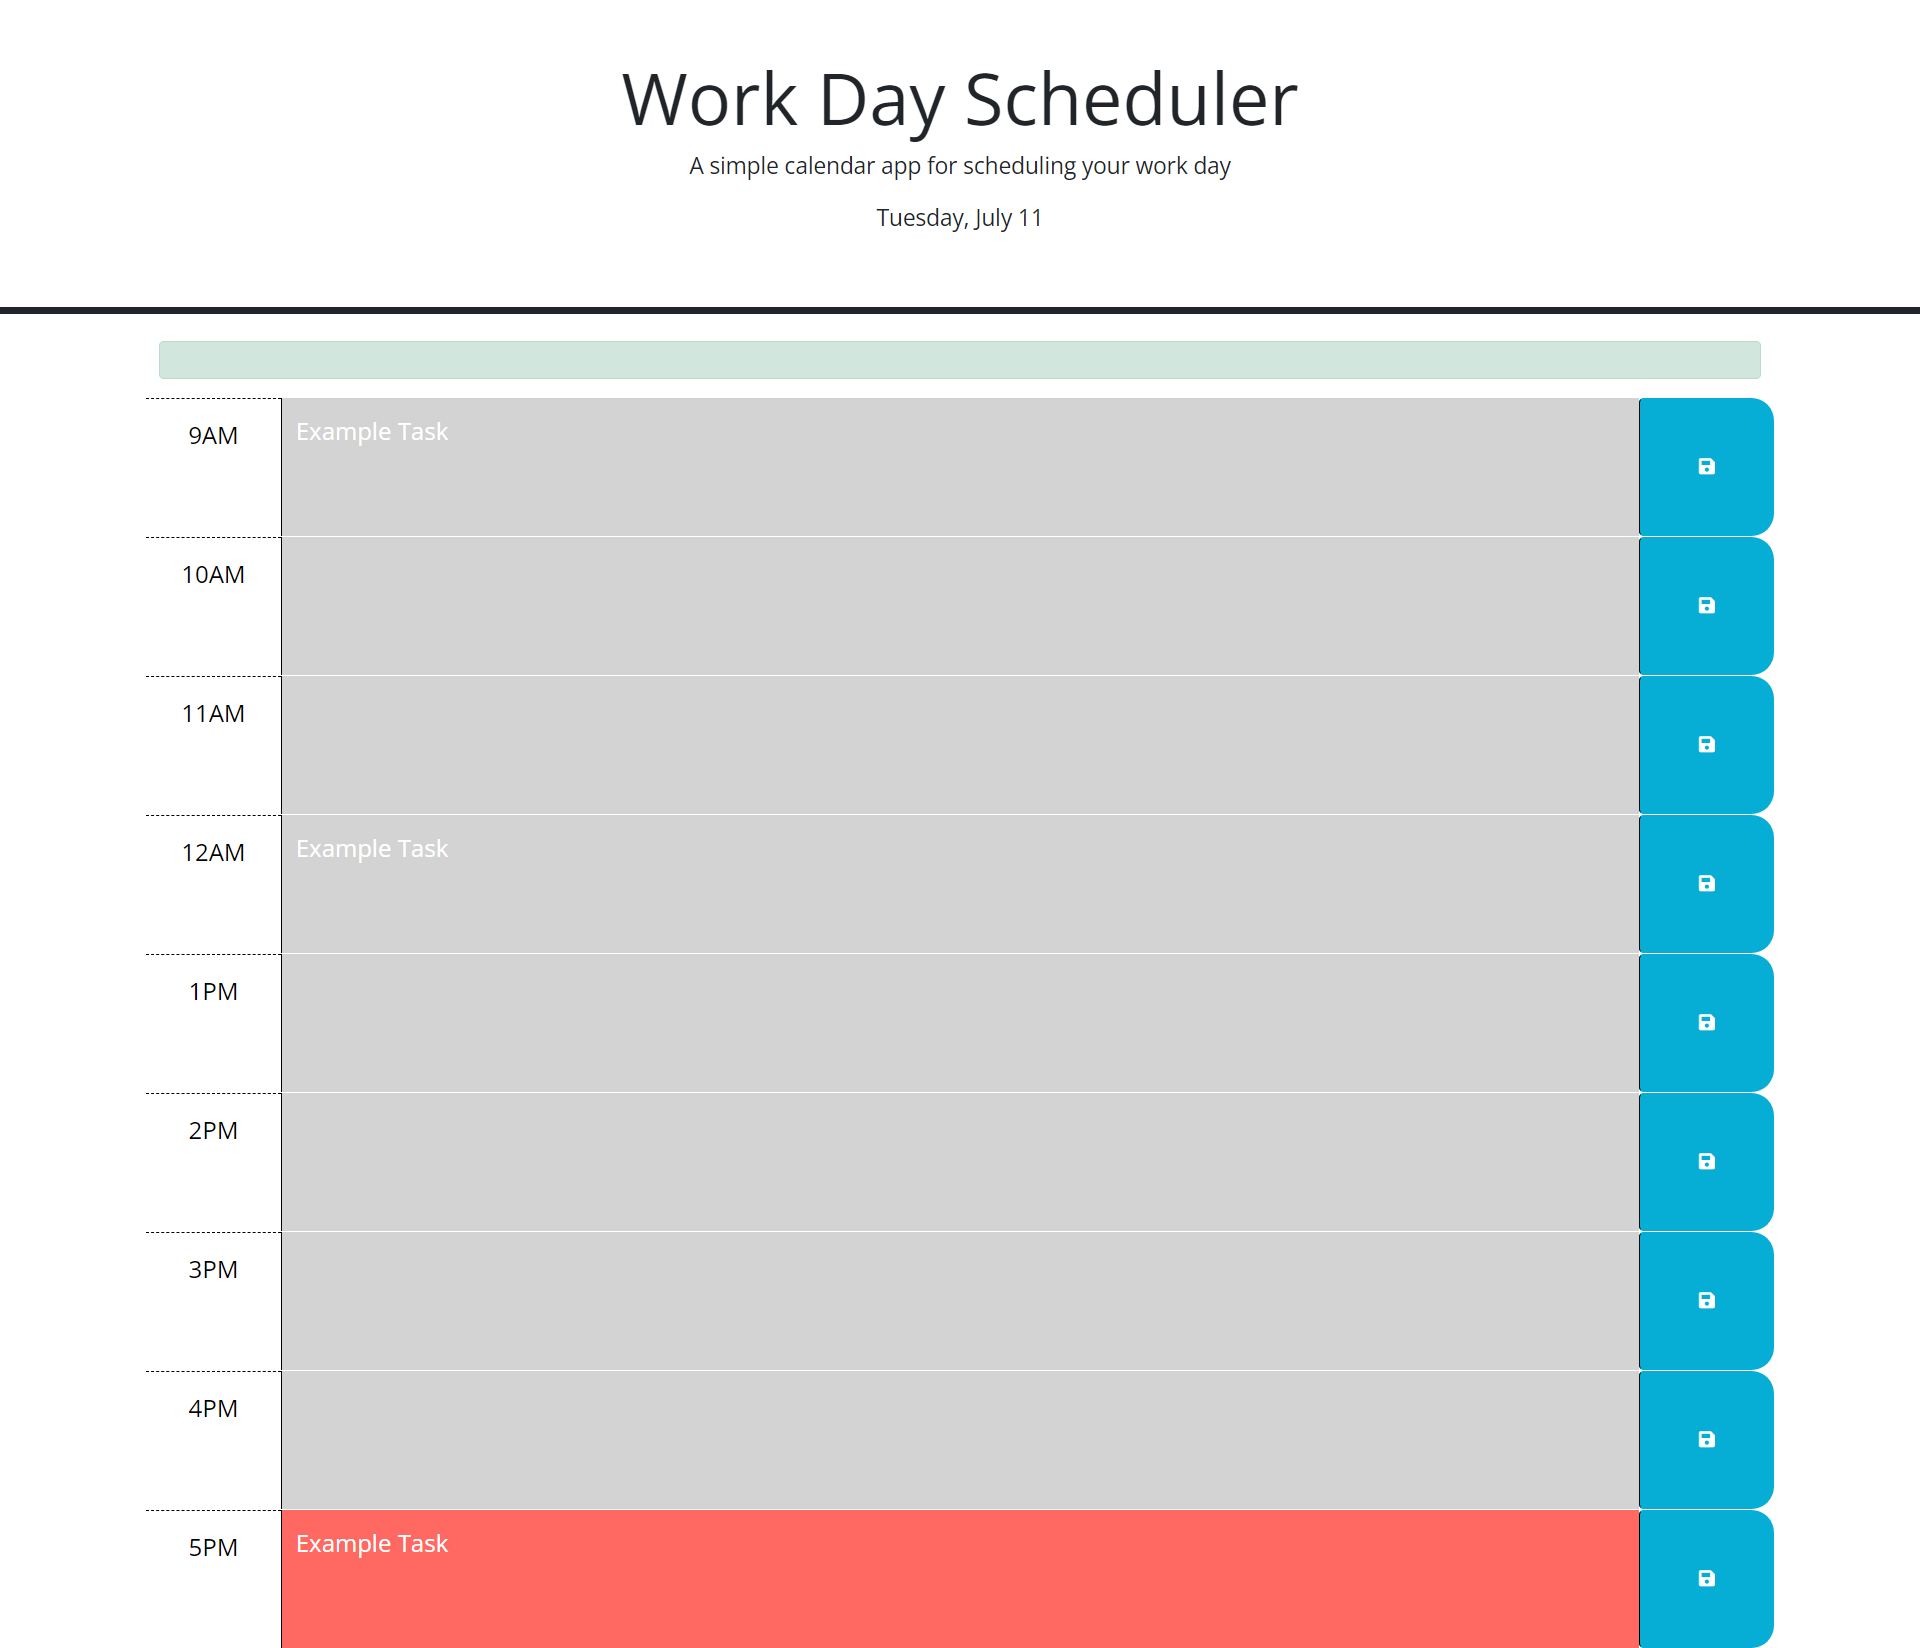 Work Day Scheduler
A simple calendar app for scheduling your work day
Tuesday, July 11
9AM
Example Task
10AM
11AM
12AM
Example Task
1PM
2PM
3PM
4PM
5PM
Example Task